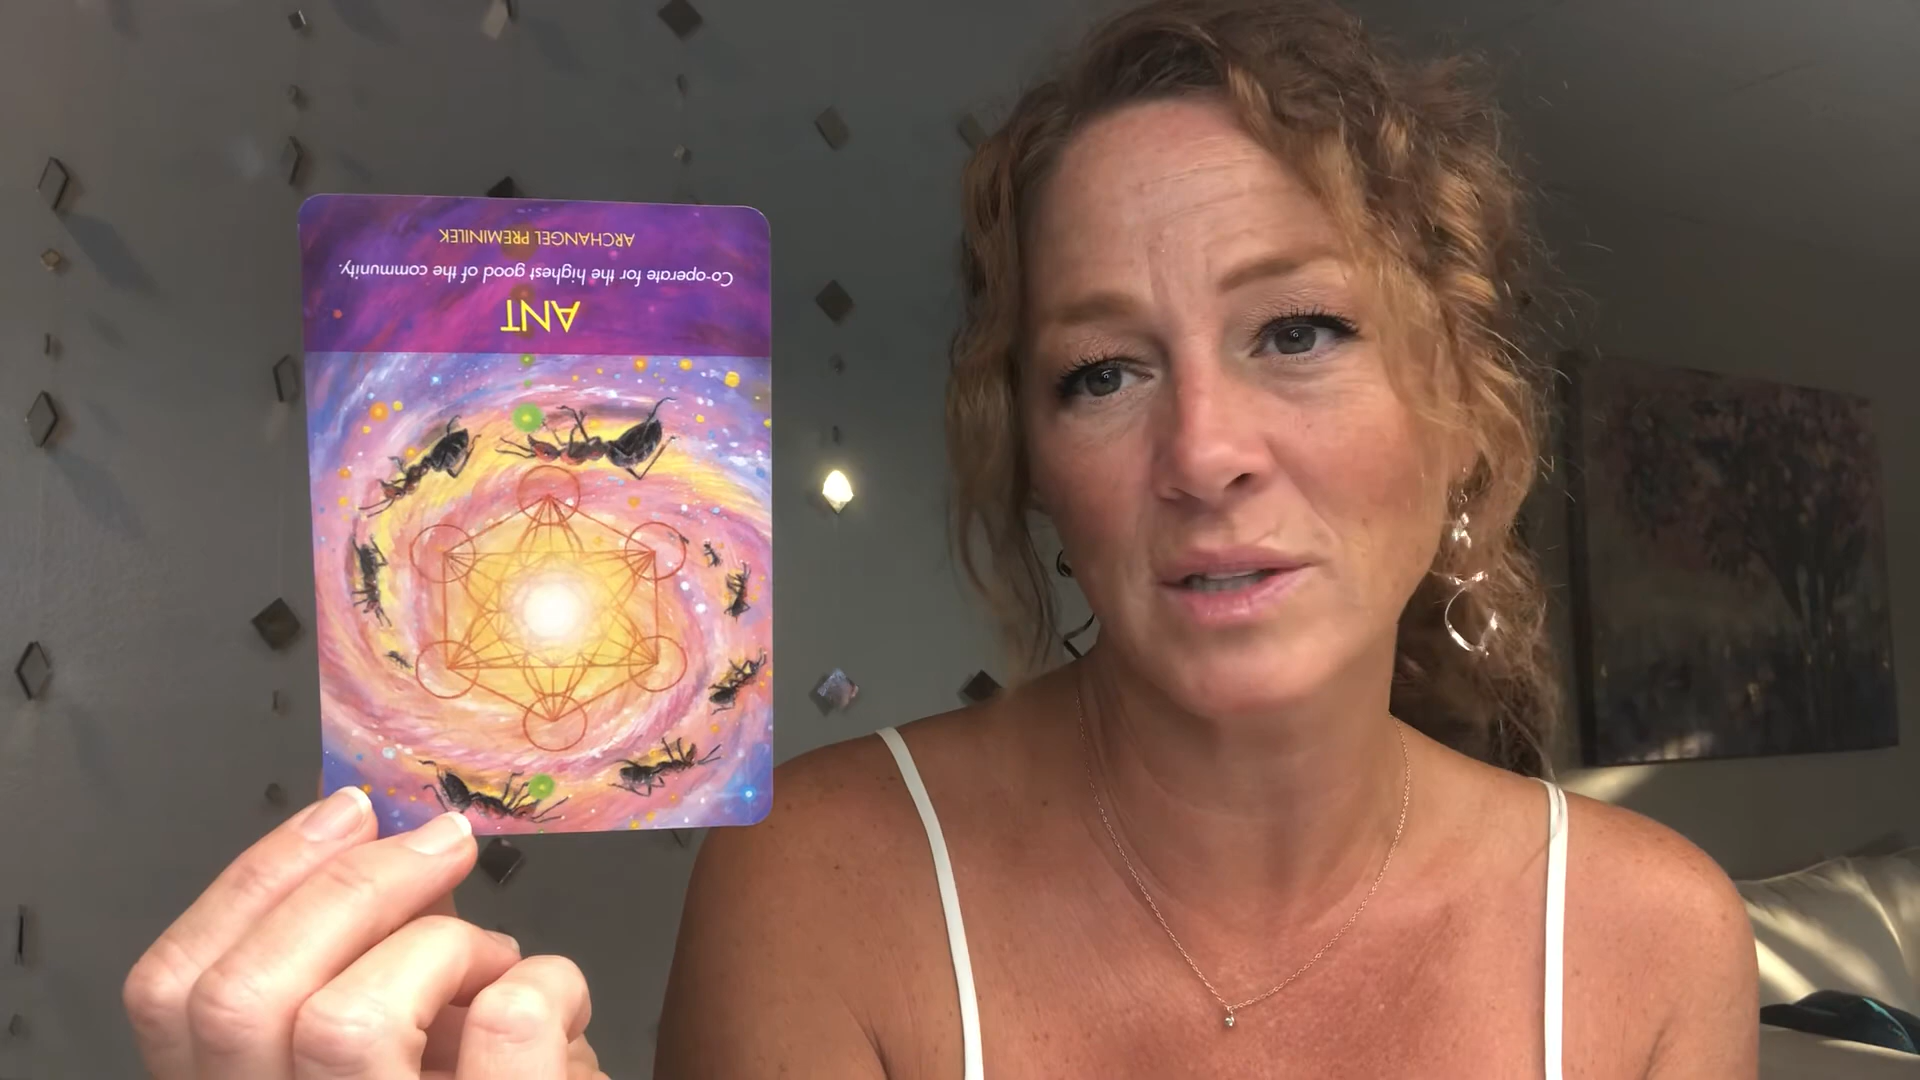 ANT
Co-operate for the highest good of the community.
ARCHANGEL PREMINILEK